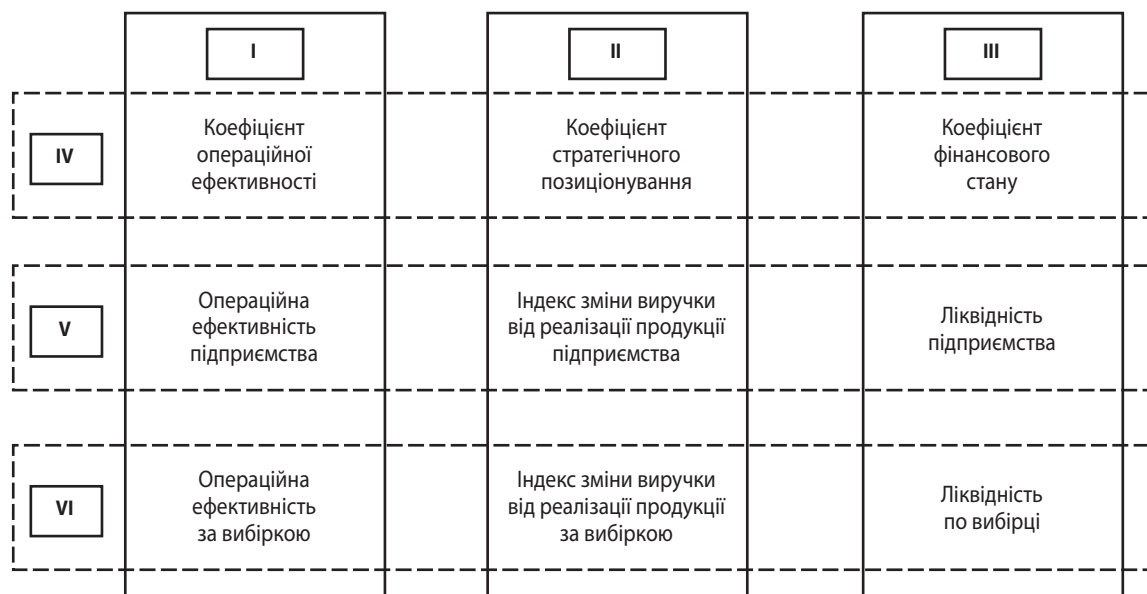 I
II
III
IV
Коефіцієнт
операційної
ефективності
Коефіцієнт
стратегічного
позиціонування
Коефіцієнт
фінансового
стану
V
Операційна
ефективність
підприємства
Індекс зміни виручки
від реалізації продукції
підприємства
Ліквідність
підприємства
VI
Операційна
ефективність
за вибіркою
Індекс зміни виручки
від реалізації продукції
за вибіркою
Ліквідність
по вибірці